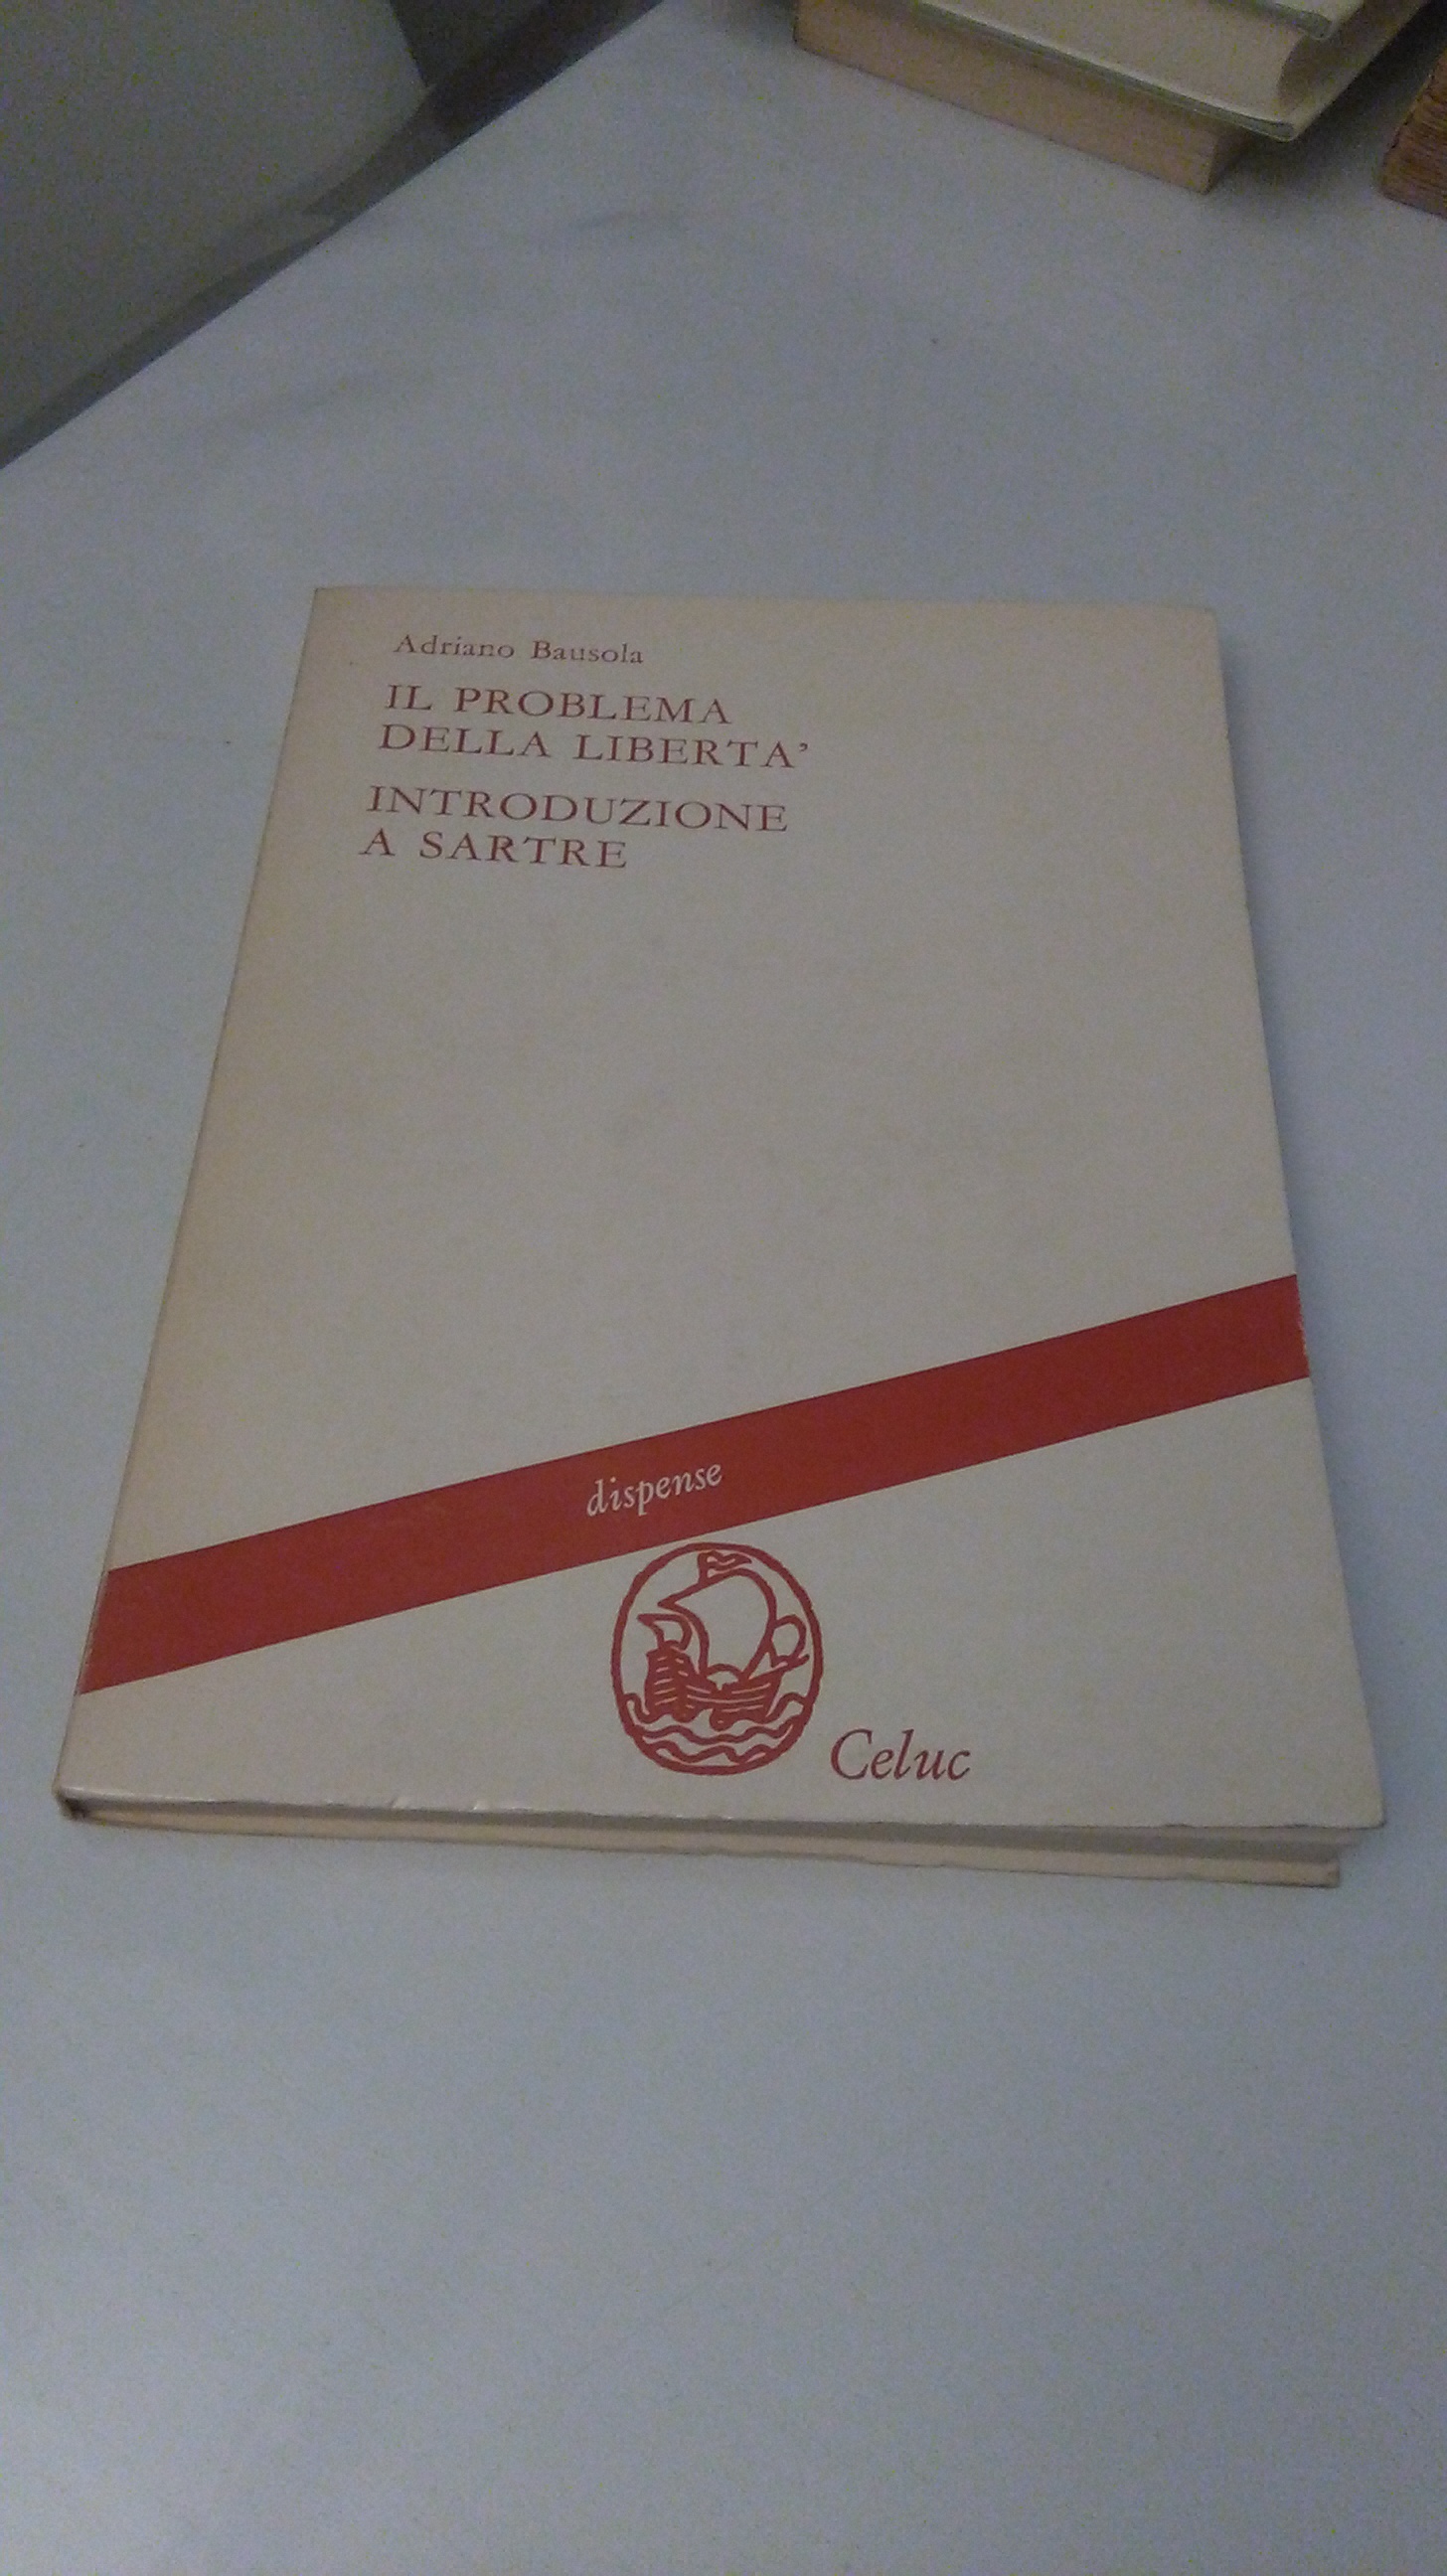 Adriano Bausola
IL PROBLEMA
DELLA LIBERTA'
INTRODUZIONE
A SARTRE
dispense
Celuc